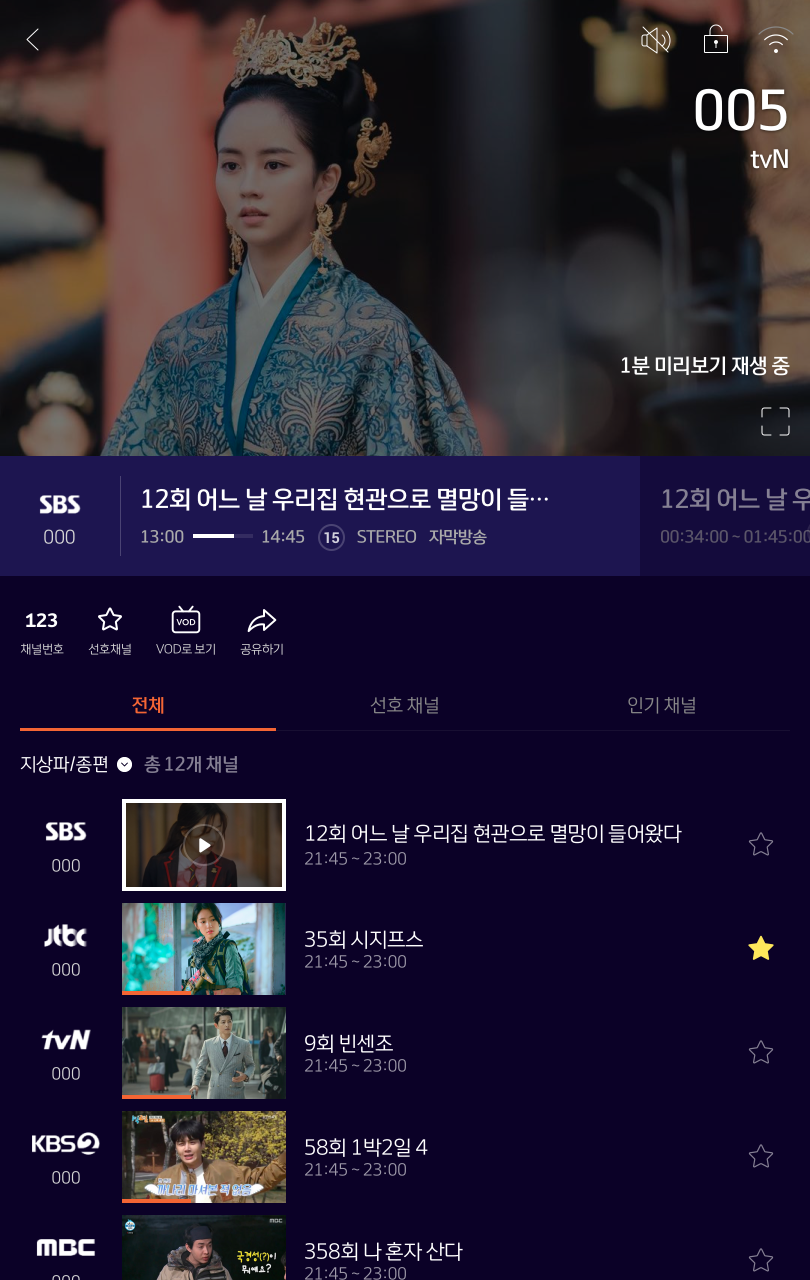 005
tvN
1분 미리보기 재생 중
SBS
000
12회 어느 날 우리집 현관으로 멸망이 들…
13:00 14:45 15 STEREO 자막방송
12회 어느 날 우
00:34:00 ~ 01:45:00
123
채널번호
선호채널
VOD
VOD로 보기
공유하기
전체
선호 채널
인기 채널
지상파/종편 총 12개 채널
SBS
000
12회 어느 날 우리집 현관으로 멸망이 들어왔다
21:45 ~ 23:00
jtbc
000
35회 시지프스
21:45 ~ 23:00
tvN
000
9회 빈센조
21:45 ~ 23:00
KBS2
000
58회 1박2일 4
21:45 ~ 23:00
MBC
000
MBC
국경성(?)이
뭐예요?
358회 나 혼자 산다
21:45 ~ 23:00